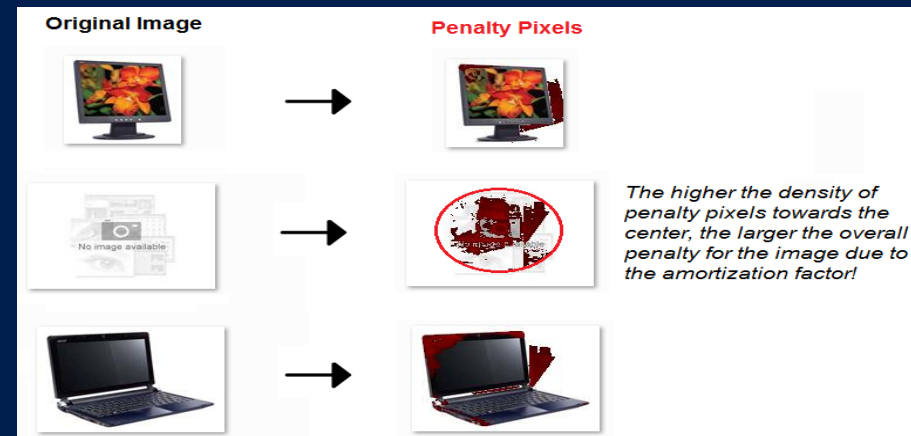 Original Image
Penalty Pixels
No image available
The higher the density of
penalty pixels towards the
center, the larger the overall
penalty for the image due to
the amortization factor!